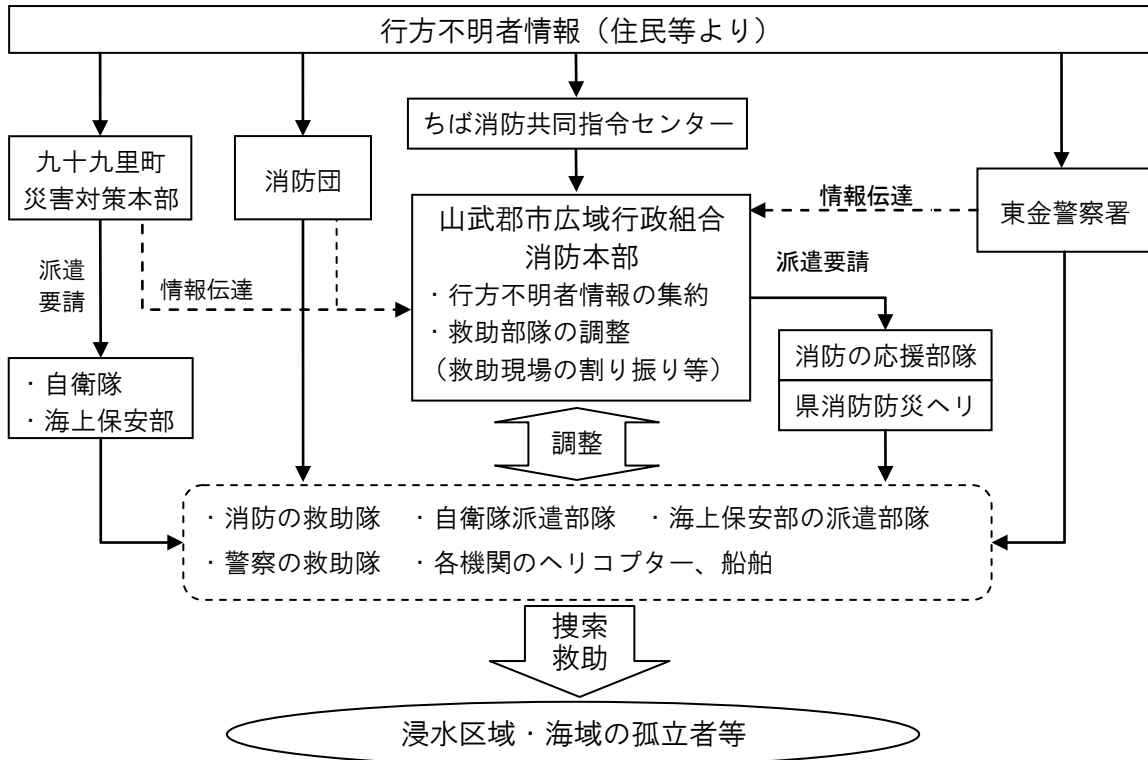 行方不明者情報（住民等より）
ちば消防共同指令センター
九十九里町
災害対策本部
消防団
東金警察署
情報伝達
山武郡市広域行政組合
消防本部
・行方不明者情報の集約
・救助部隊の調整
（救助現場の割り振り等）
派遣要請
派遣
要請
情報伝達
消防の応援部隊
県消防防災ヘリ
・自衛隊
・海上保安部
調整
・消防の救助隊　・自衛隊派遣部隊　・海上保安部の派遣部隊
・警察の救助隊　・各機関のヘリコプター、船舶
捜索
救助
浸水区域・海域の孤立者等